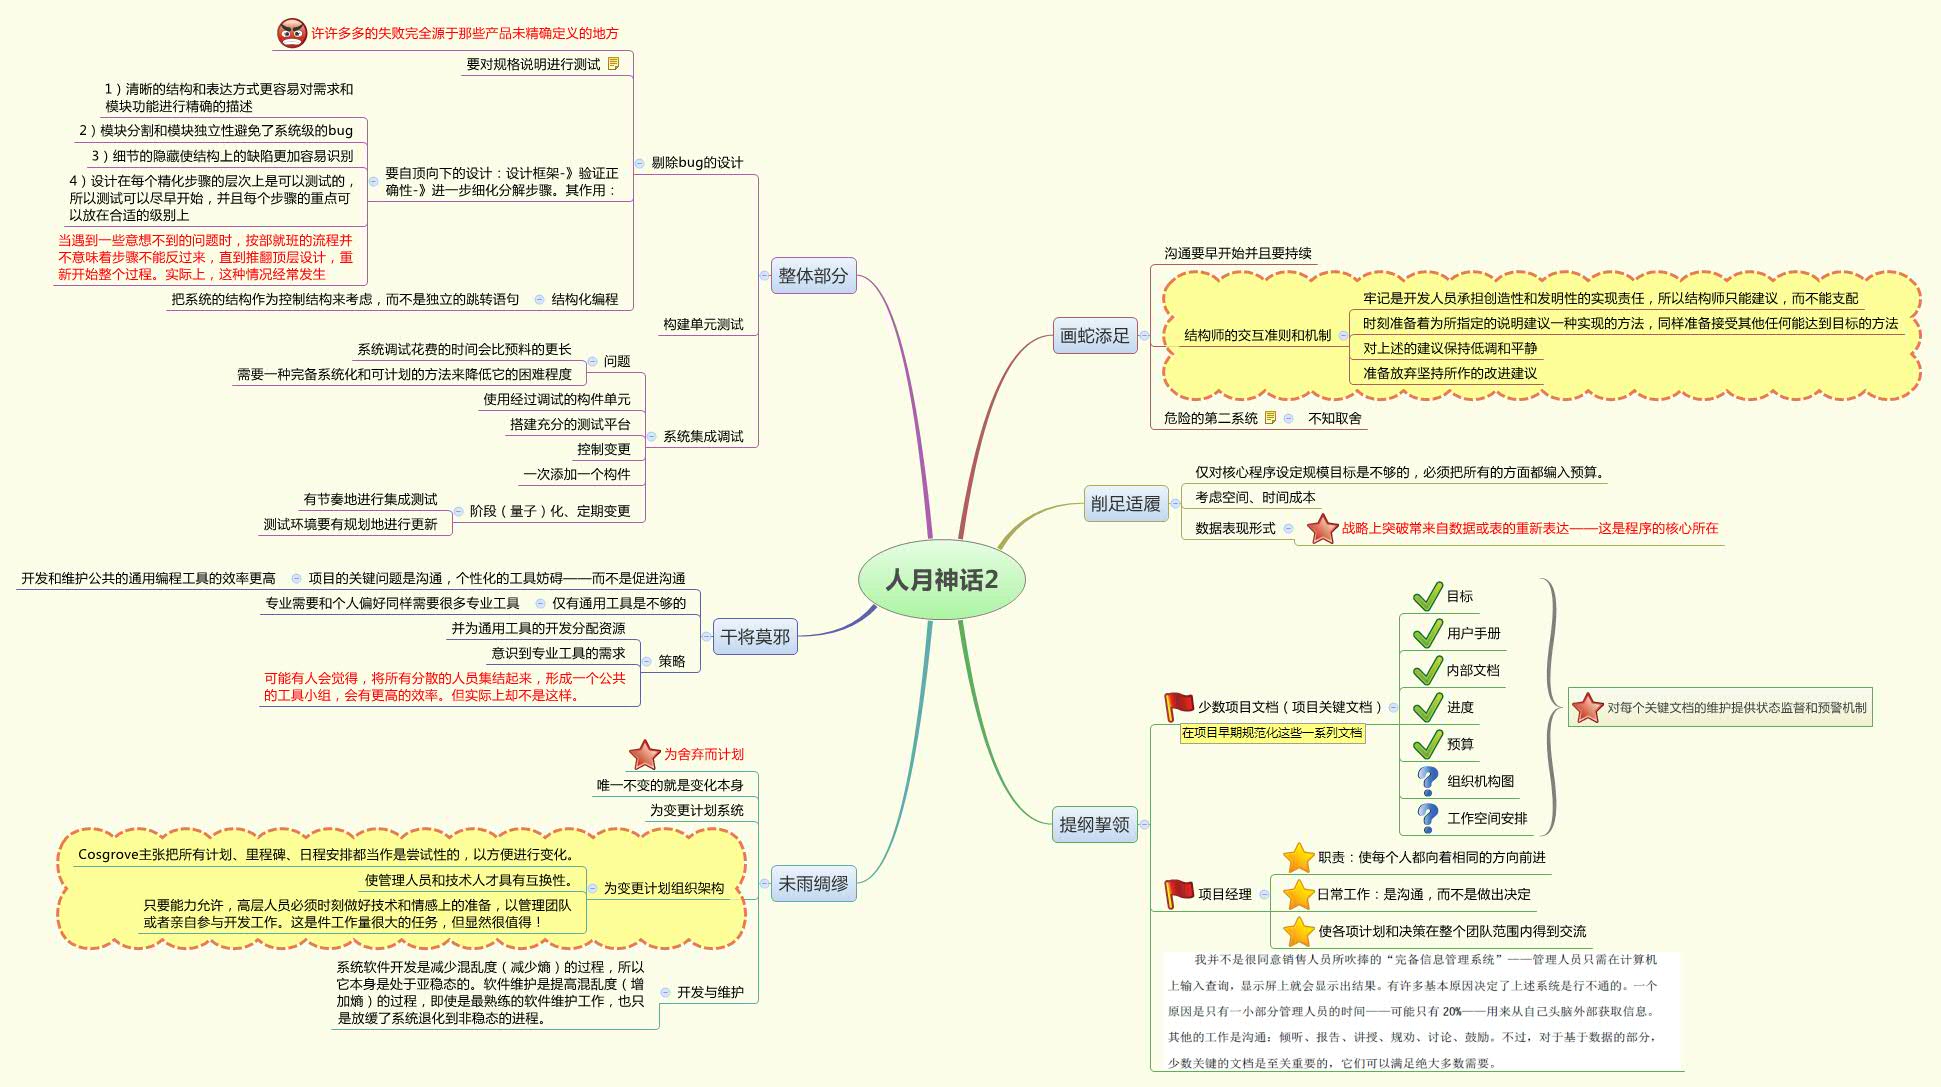 人月神话2
画蛇添足
沟通要早开始并且要持续
结构师的交互准则和机制
牢记是开发人员承担创造性和发明性的实现责任，所以结构师只能建议，而不能支配
时刻准备着为所指定的说明建议一种实现的方法，同样准备接受其他任何能达到目标的方法
对上述的建议保持低调和平静
准备放弃坚持所作的改进建议
危险的第二系统
不知取舍
削足适履
仅对核心程序设定规模目标是不够的，必须把所有的方面都编入预算。
考虑空间、时间成本
数据表现形式
战略上突破常来自数据或表的重新表达——这是程序的核心所在
提纲挈领
少数项目文档（项目关键文档）
在项目早期规范化这些一系列文档
目标
用户手册
内部文档
进度
预算
组织机构图
工作空间安排
对每个关键文档的维护提供状态监督和预警机制
项目经理
职责：使每个人都向着相同的方向前进
日常工作：是沟通，而不是做出决定
使各项计划和决策在整个团队范围内得到交流
我并不是很同意销售人员所吹捧的“完备信息管理系统”——管理人员只需在计算机
上输入查询，显示屏上就会显示出结果。有许多基本原因决定了上述系统是行不通的。一个
原因是只有一小部分管理人员的时间——可能只有 20%——用来从自己头脑外部获取信息。
其他的工作是沟通：倾听、报告、讲授、规劝、讨论、鼓励。不过，对于基于数据的部分，
少数关键的文档是至关重要的，它们可以满足绝大多数需要。
整体部分
剔除bug的设计
许许多多的失败完全源于那些产品未精确定义的地方
要对规格说明进行测试
要自顶向下的设计：设计框架-》验证正
确性-》进一步细化分解步骤。其作用：
1）清晰的结构和表达方式更容易对需求和
模块功能进行精确的描述
2）模块分割和模块独立性避免了系统级的bug
3）细节的隐藏使结构上的缺陷更加容易识别
4）设计在每个精化步骤的层次上是可以测试的，
所以测试可以尽早开始，并且每个步骤的重点可
以放在合适的级别上
当遇到一些意想不到的问题时，按部就班的流程并
不意味着步骤不能反过来，直到推翻顶层设计，重
新开始整个过程。实际上，这种情况经常发生
结构化编程
把系统的结构作为控制结构来考虑，而不是独立的跳转语句
构建单元测试
系统集成调试
问题
系统调试花费的时间会比预料的更长
需要一种完备系统化和可计划的方法来降低它的困难程度
使用经过调试的构件单元
搭建充分的测试平台
控制变更
一次添加一个构件
阶段（量子）化、定期变更
有节奏地进行集成测试
测试环境要有规划地进行更新
干将莫邪
项目的关键问题是沟通，个性化的工具妨碍——而不是促进沟通
开发和维护公共的通用编程工具的效率更高
仅有通用工具是不够的
专业需要和个人偏好同样需要很多专业工具
策略
并为通用工具的开发分配资源
意识到专业工具的需求
可能有人会觉得，将所有分散的人员集结起来，形成一个公共
的工具小组，会有更高的效率。但实际上却不是这样。
未雨绸缪
为舍弃而计划
唯一不变的就是变化本身
为变更计划系统
为变更计划组织架构
Cosgrove主张把所有计划、里程碑、日程安排都当作是尝试性的，以方便进行变化。
使管理人员和技术人才具有互换性。
只要能力允许，高层人员必须时刻做好技术和情感上的准备，以管理团队
或者亲自参与开发工作。这是件工作量很大的任务，但显然很值得！
开发与维护
系统软件开发是减少混乱度（减少熵）的过程，所以
它本身是处于亚稳态的。软件维护是提高混乱度（增
加熵）的过程，即使是最熟练的软件维护工作，也只
是放缓了系统退化到非稳态的进程。